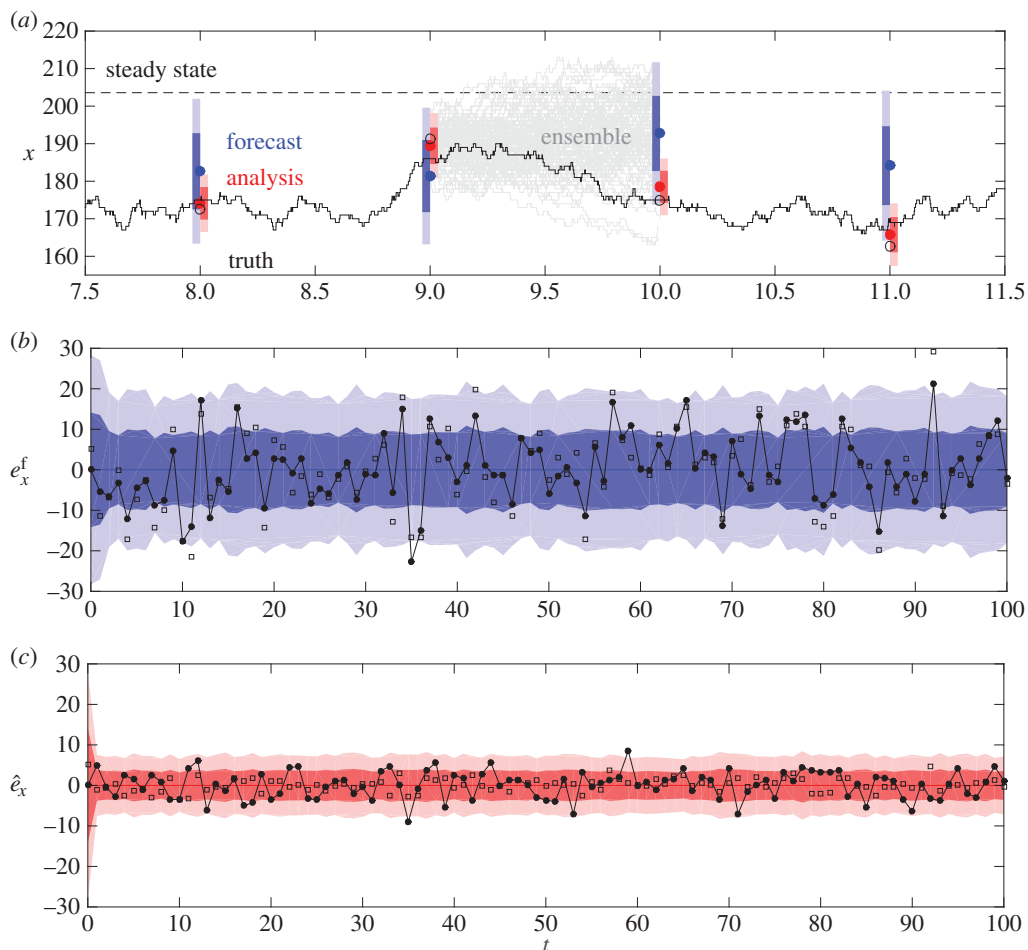 (a)
220
210
200
190
180
170
160
x
steady state
forecast
analysis
ensemble
truth
7.5 8.0 8.5 9.0 9.5 10.0 10.5 11.0 11.5
(b)
30
20
10
0
−10
−20
−30
e_x^f
0 10 20 30 40 50 60 70 80 90 100
(c)
30
20
10
0
−10
−20
−30
ê_x
0 10 20 30 40 50 60 70 80 90 100
t